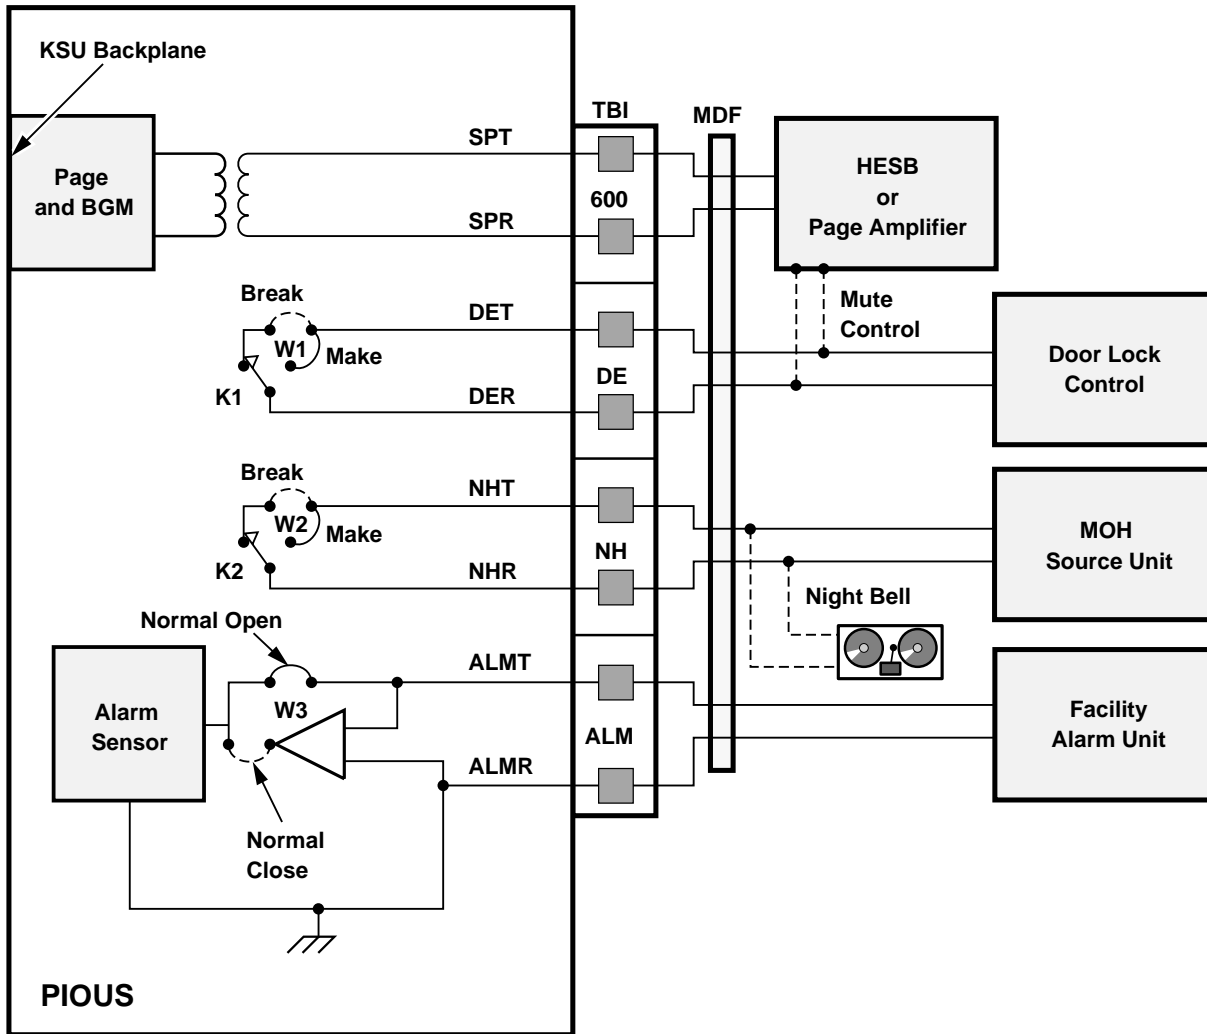 KSU Backplane
TBI
MDF
SPT
Page
and BGM
600
HESB
or
Page Amplifier
SPR
Break
DET
Mute
Control
W1
Make
Door Lock
Control
K1
DER
DE
Break
NHT
W2
Make
MOH
Source Unit
K2
NHR
NH
Night Bell
Normal Open
ALMT
W3
Alarm
Sensor
ALM
Facility
Alarm Unit
ALMR
Normal
Close
PIOUS